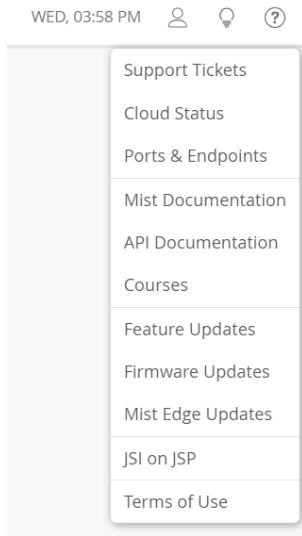 WED, 03:58 PM
Support Tickets
Cloud Status
Ports & Endpoints
Mist Documentation
API Documentation
Courses
Feature Updates
Firmware Updates
Mist Edge Updates
JSI on JSP
Terms of Use